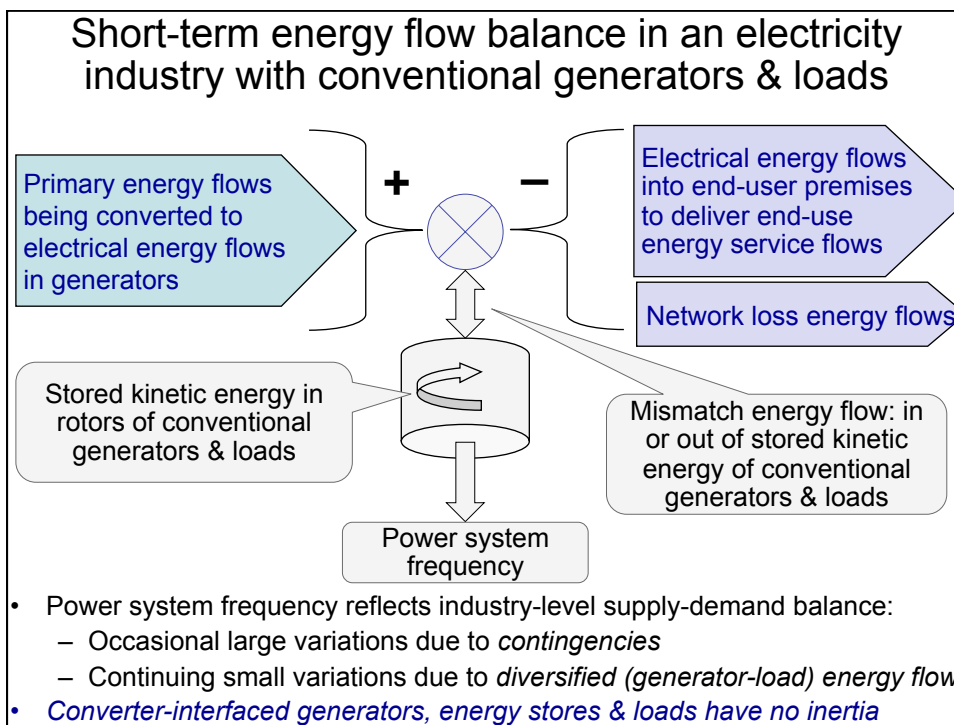 Short-term energy flow balance in an electricity
industry with conventional generators & loads
Primary energy flows
being converted to
electrical energy flows
in generators
+
−
Electrical energy flows
into end-user premises
to deliver end-use
energy service flows
Network loss energy flows
Stored kinetic energy in
rotors of conventional
generators & loads
Mismatch energy flow: in
or out of stored kinetic
energy of conventional
generators & loads
Power system
frequency
• Power system frequency reflects industry-level supply-demand balance:
– Occasional large variations due to contingencies
– Continuing small variations due to diversified (generator-load) energy flow
• Converter-interfaced generators, energy stores & loads have no inertia